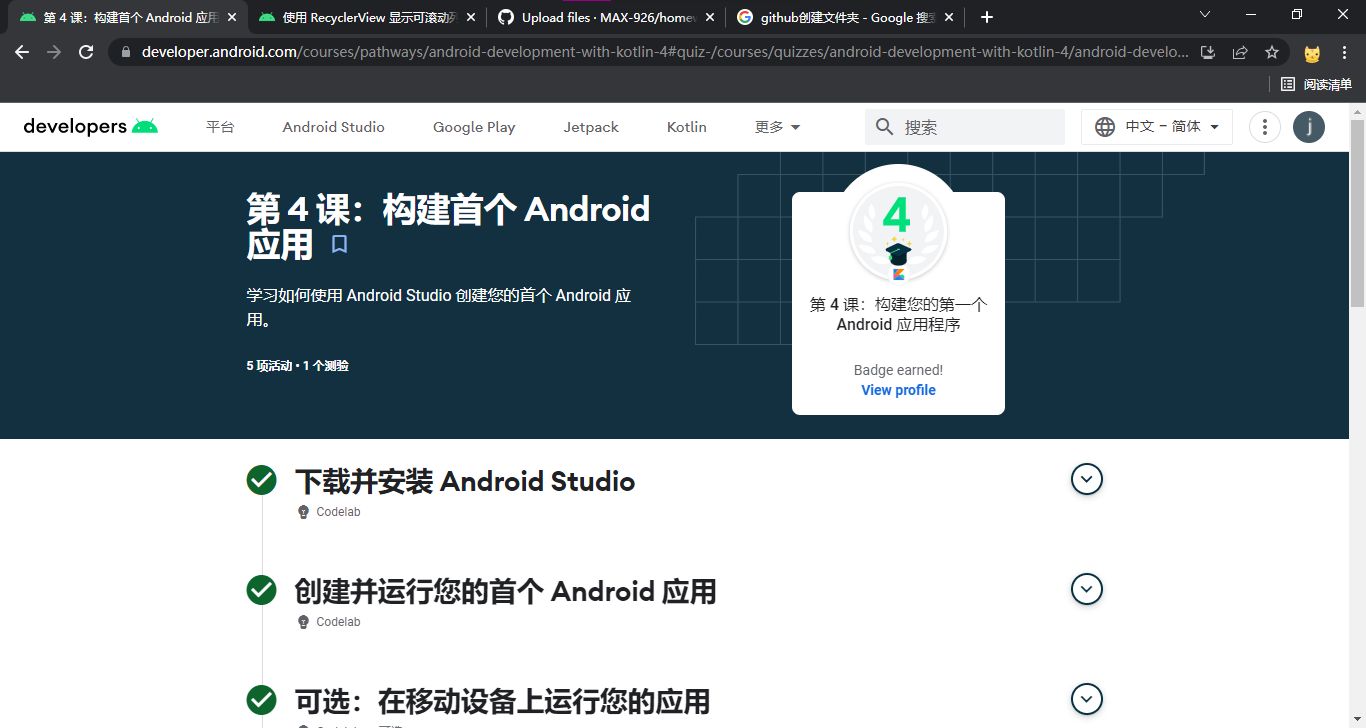 第 4 课：构建首个 Android 应用
使用 RecyclerView 显示可滚动列
Upload files · MAX-926/home
github创建文件夹 - Google 搜索
developer.android.com/courses/pathways/android-development-with-kotlin-4#quiz-/courses/quizzes/android-development-with-kotlin-4/android-develo...
阅读清单
developers
平台
Android Studio
Google Play
Jetpack
Kotlin
更多
搜索
中文 – 简体
j
第 4 课：构建首个 Android
应用
学习如何使用 Android Studio 创建您的首个 Android 应
用。
5 项活动 • 1 个测验
4
第 4 课：构建您的第一个
Android 应用程序
Badge earned!
View profile
下载并安装 Android Studio
Codelab
创建并运行您的首个 Android 应用
Codelab
可选：在移动设备上运行您的应用